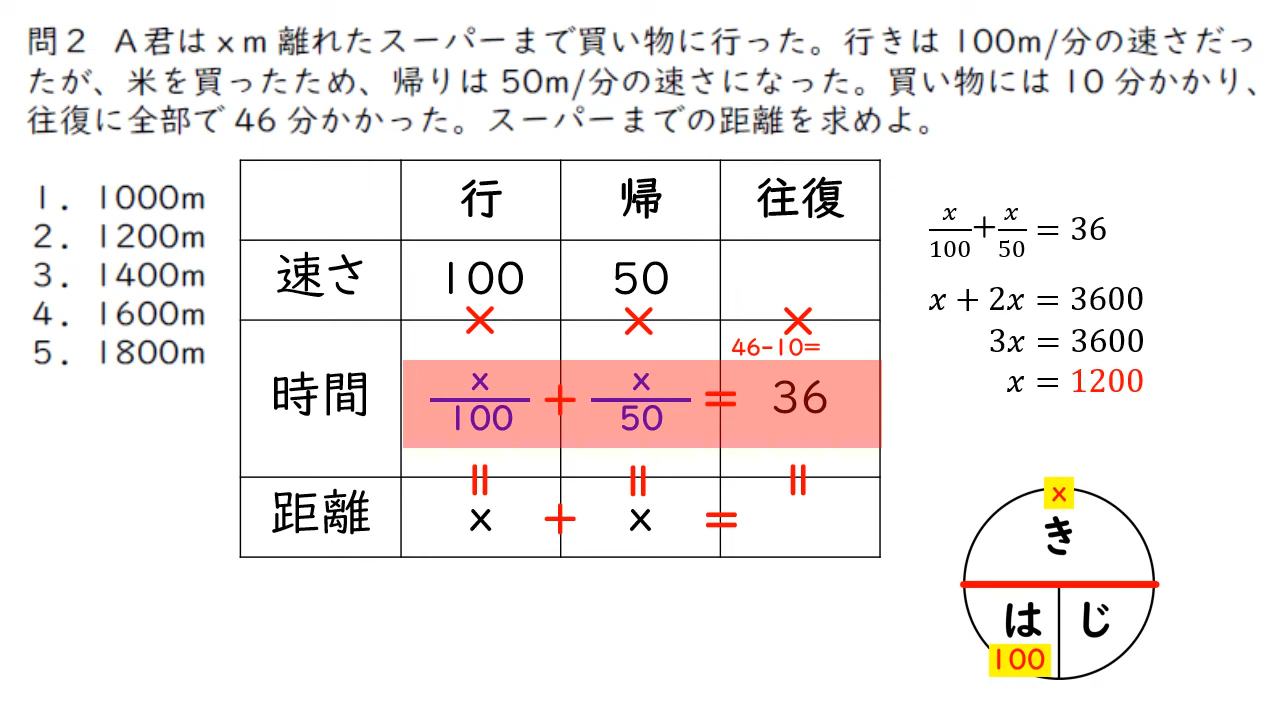 問２ Ａ君はｘｍ離れたスーパーまで買い物に行った。行きは100m/分の速さだっ
たが、米を買ったため、帰りは50m/分の速さになった。買い物には10分かかり、
往復に全部で46分かかった。スーパーまでの距離を求めよ。
1．1000m
2．1200m
3．1400m
4．1600m
5．1800m
行 帰 往復
速さ 100 50
× × ×
46-10=
時間 x/100 + x/50 = 36
= = =
距離 x + x =
x/100 + x/50 = 36
x + 2x = 3600
3x = 3600
x = 1200
x
き
は じ
100